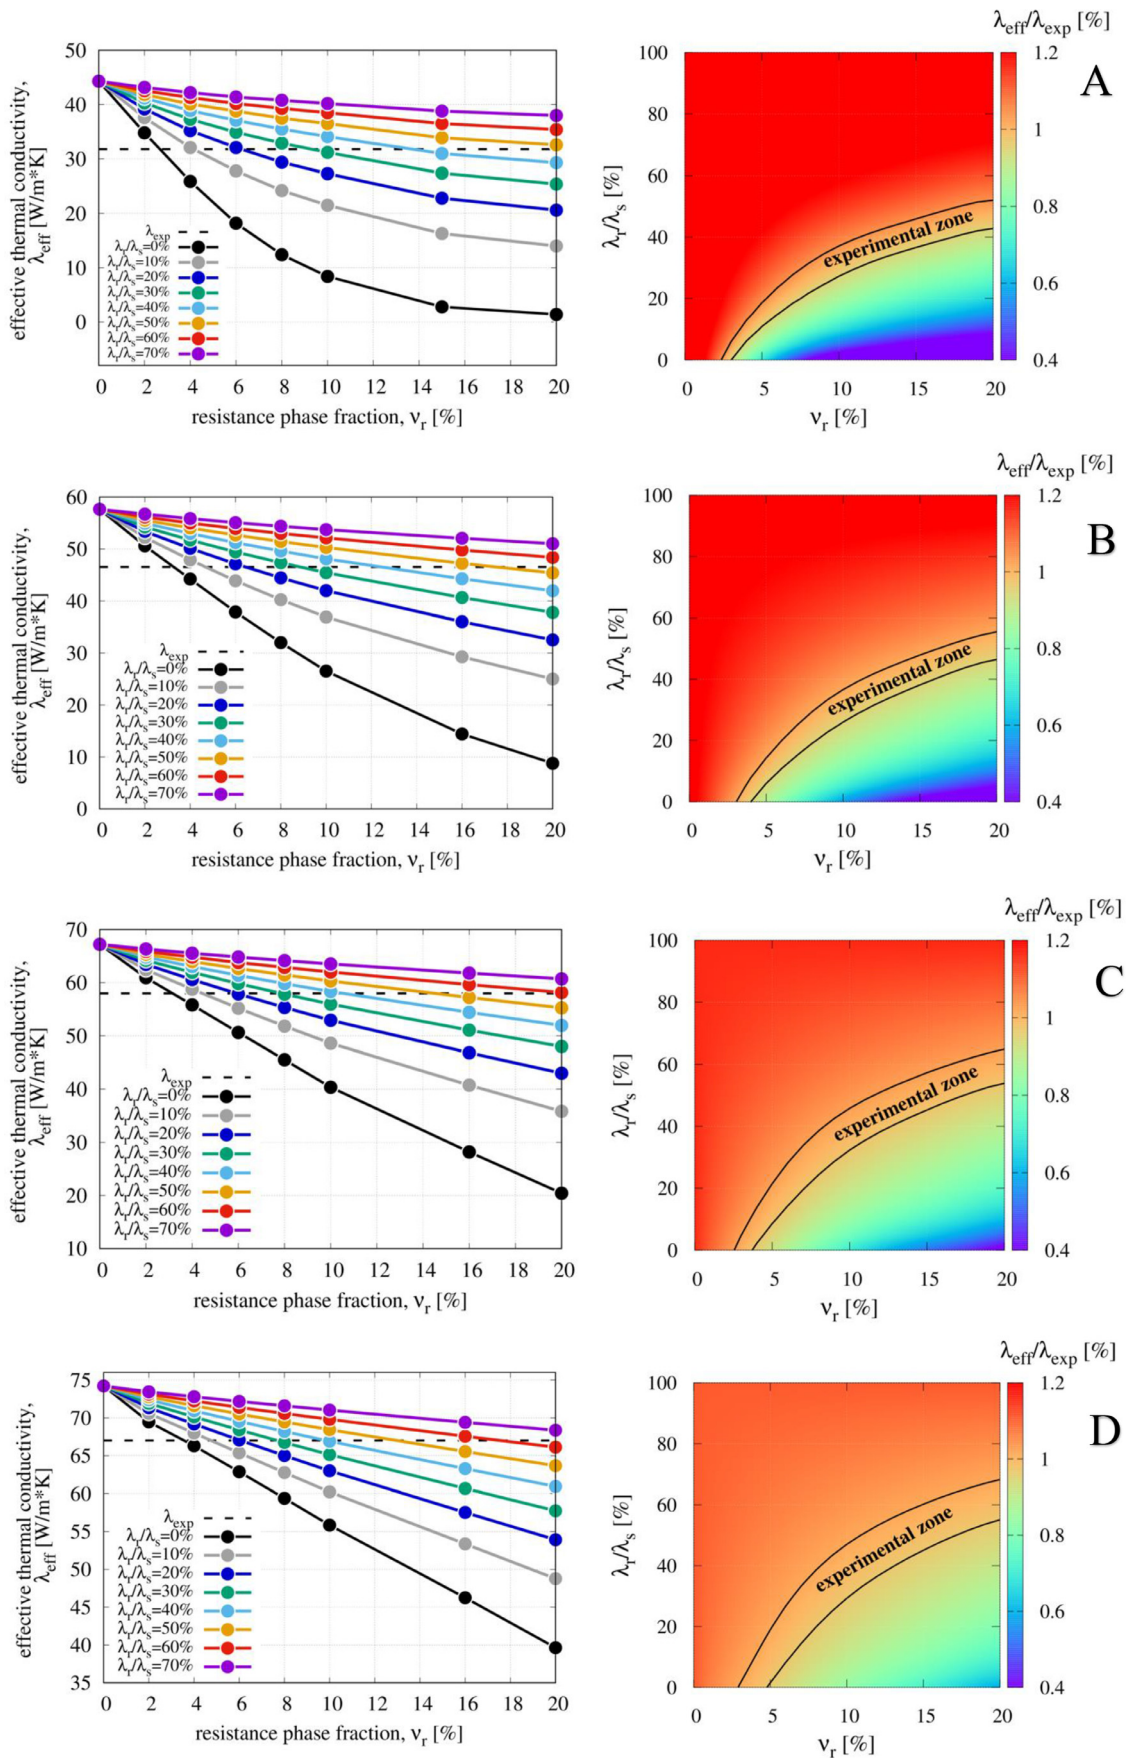 effective thermal conductivity,
λeff [W/m*K]
50
40
30
20
10
0
λexp
λr/λs=0%
λr/λs=10%
λr/λs=20%
λr/λs=30%
λr/λs=40%
λr/λs=50%
λr/λs=60%
λr/λs=70%
0 2 4 6 8 10 12 14 16 18 20
resistance phase fraction, νr [%]
λeff/λexp [%]
A
λr/λs [%]
100
80
60
40
20
0
experimental zone
0 5 10 15 20
νr [%]
1.2
1
0.8
0.6
0.4
effective thermal conductivity,
λeff [W/m*K]
60
50
40
30
20
10
0
λexp
λr/λs=0%
λr/λs=10%
λr/λs=20%
λr/λs=30%
λr/λs=40%
λr/λs=50%
λr/λs=60%
λr/λs=70%
0 2 4 6 8 10 12 14 16 18 20
resistance phase fraction, νr [%]
λeff/λexp [%]
B
λr/λs [%]
100
80
60
40
20
0
experimental zone
0 5 10 15 20
νr [%]
1.2
1
0.8
0.6
0.4
effective thermal conductivity,
λeff [W/m*K]
70
60
50
40
30
20
10
λexp
λr/λs=0%
λr/λs=10%
λr/λs=20%
λr/λs=30%
λr/λs=40%
λr/λs=50%
λr/λs=60%
λr/λs=70%
0 2 4 6 8 10 12 14 16 18 20
resistance phase fraction, νr [%]
λeff/λexp [%]
C
λr/λs [%]
100
80
60
40
20
0
experimental zone
0 5 10 15 20
νr [%]
1.2
1
0.8
0.6
0.4
effective thermal conductivity,
λeff [W/m*K]
75
70
65
60
55
50
45
40
35
λexp
λr/λs=0%
λr/λs=10%
λr/λs=20%
λr/λs=30%
λr/λs=40%
λr/λs=50%
λr/λs=60%
λr/λs=70%
0 2 4 6 8 10 12 14 16 18 20
resistance phase fraction, νr [%]
λeff/λexp [%]
D
λr/λs [%]
100
80
60
40
20
0
experimental zone
0 5 10 15 20
νr [%]
1.2
1
0.8
0.6
0.4